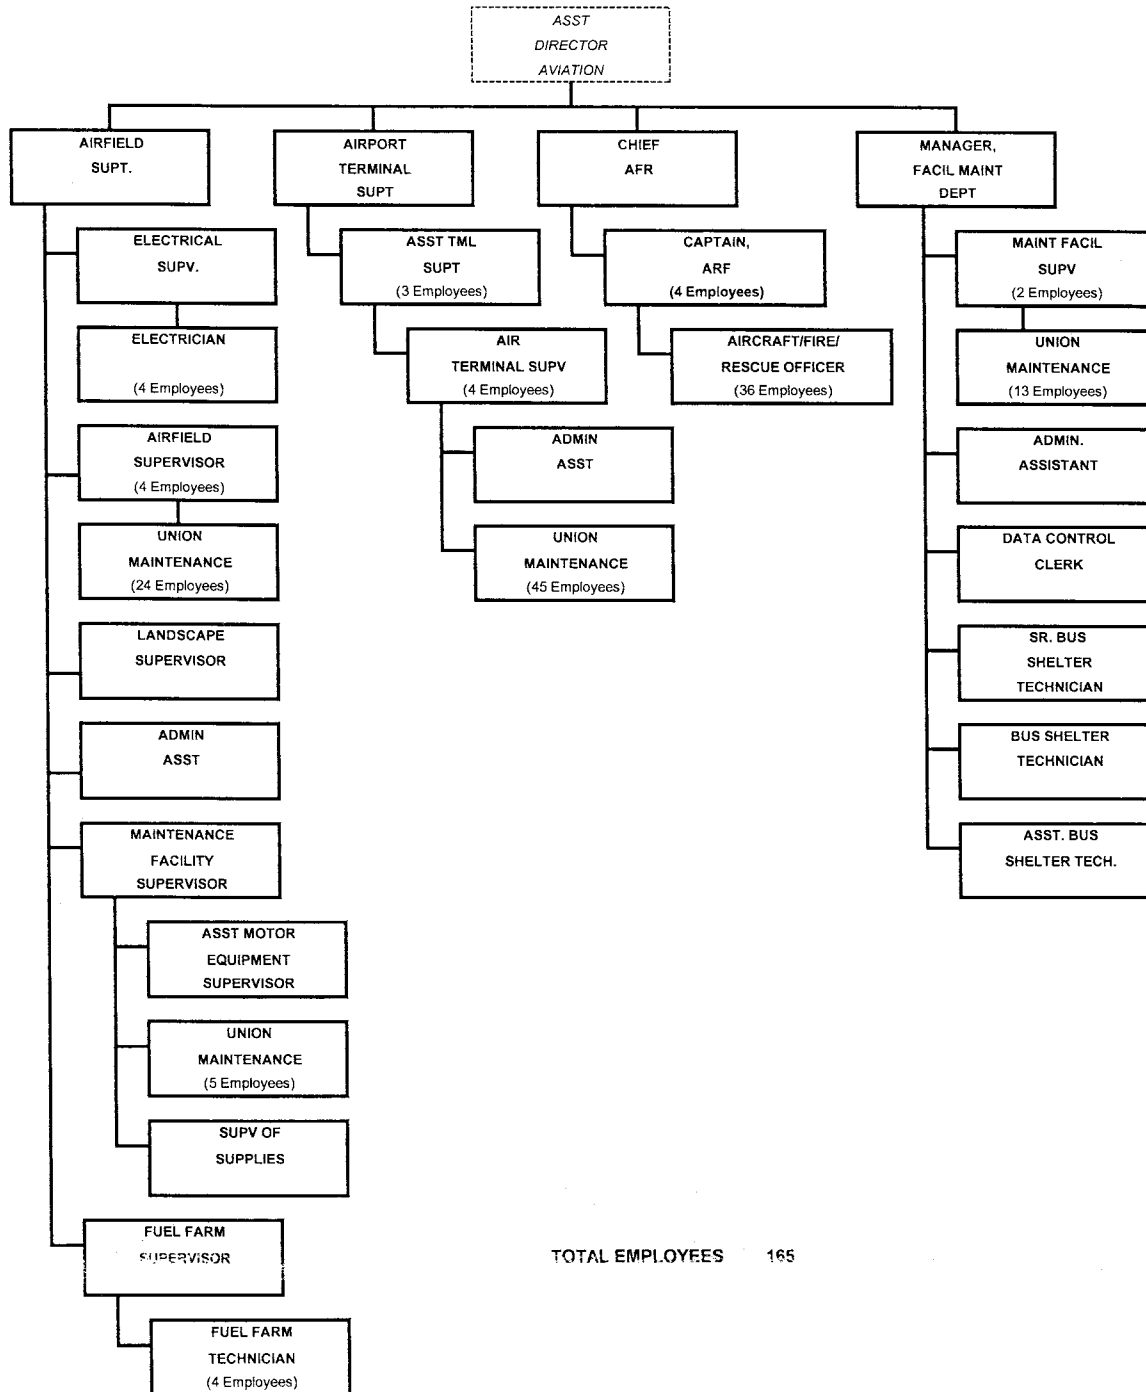 ASST
DIRECTOR
AVIATION
AIRFIELD
SUPT.
ELECTRICAL
SUPV.
ELECTRICIAN
(4 Employees)
AIRFIELD
SUPERVISOR
(4 Employees)
UNION
MAINTENANCE
(24 Employees)
LANDSCAPE
SUPERVISOR
ADMIN
ASST
MAINTENANCE
FACILITY
SUPERVISOR
ASST MOTOR
EQUIPMENT
SUPERVISOR
UNION
MAINTENANCE
(5 Employees)
SUPV OF
SUPPLIES
FUEL FARM
SUPERVISOR
FUEL FARM
TECHNICIAN
(4 Employees)
AIRPORT
TERMINAL
SUPT
ASST TML
SUPT
(3 Employees)
AIR
TERMINAL SUPV
(4 Employees)
ADMIN
ASST
UNION
MAINTENANCE
(45 Employees)
CHIEF
AFR
CAPTAIN,
ARF
(4 Employees)
AIRCRAFT/FIRE/
RESCUE OFFICER
(36 Employees)
MANAGER,
FACIL MAINT
DEPT
MAINT FACIL
SUPV
(2 Employees)
UNION
MAINTENANCE
(13 Employees)
ADMIN.
ASSISTANT
DATA CONTROL
CLERK
SR. BUS
SHELTER
TECHNICIAN
BUS SHELTER
TECHNICIAN
ASST. BUS
SHELTER TECH.
TOTAL EMPLOYEES 165